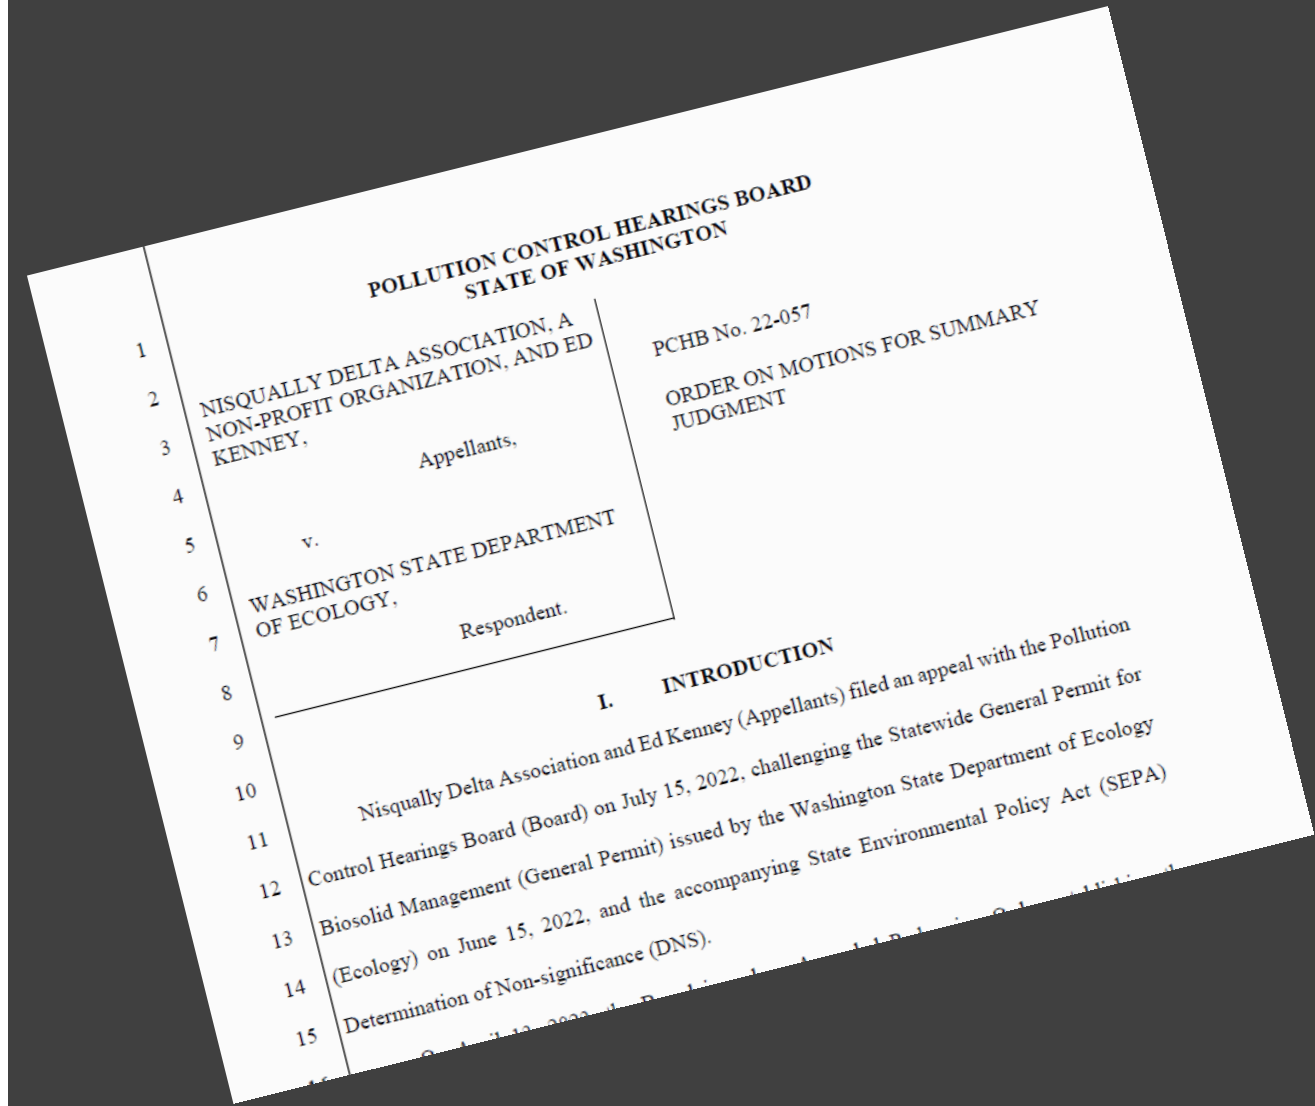 POLLUTION CONTROL HEARINGS BOARD
STATE OF WASHINGTON
1
2
3
4
5
6
7
8
9
10
11
12
13
14
15
NISQUALLY DELTA ASSOCIATION, A
NON-PROFIT ORGANIZATION, AND ED
KENNEY,
Appellants,
v.
WASHINGTON STATE DEPARTMENT
OF ECOLOGY,
Respondent.
PCHB No. 22-057
ORDER ON MOTIONS FOR SUMMARY
JUDGMENT
I. INTRODUCTION
Nisqually Delta Association and Ed Kenney (Appellants) filed an appeal with the Pollution
Control Hearings Board (Board) on July 15, 2022, challenging the Statewide General Permit for
Biosolid Management (General Permit) issued by the Washington State Department of Ecology
(Ecology) on June 15, 2022, and the accompanying State Environmental Policy Act (SEPA)
Determination of Non-significance (DNS).